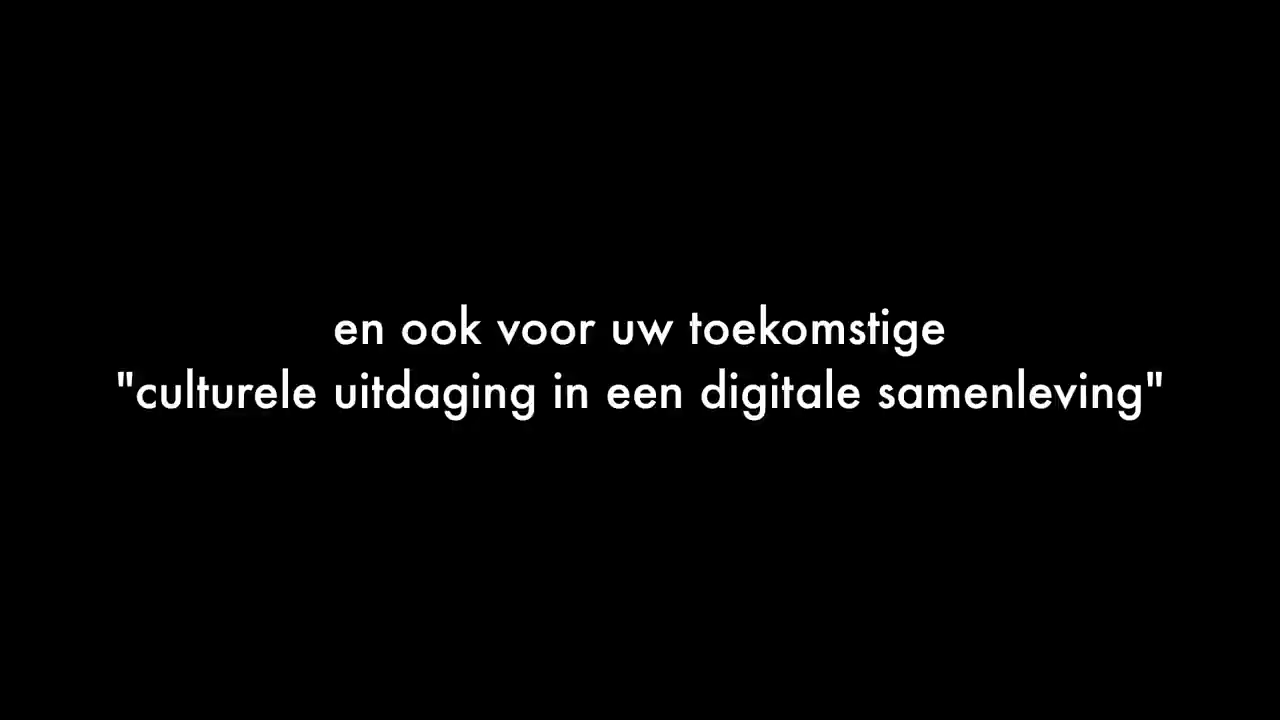 en ook voor uw toekomstige
"culturele uitdaging in een digitale samenleving"